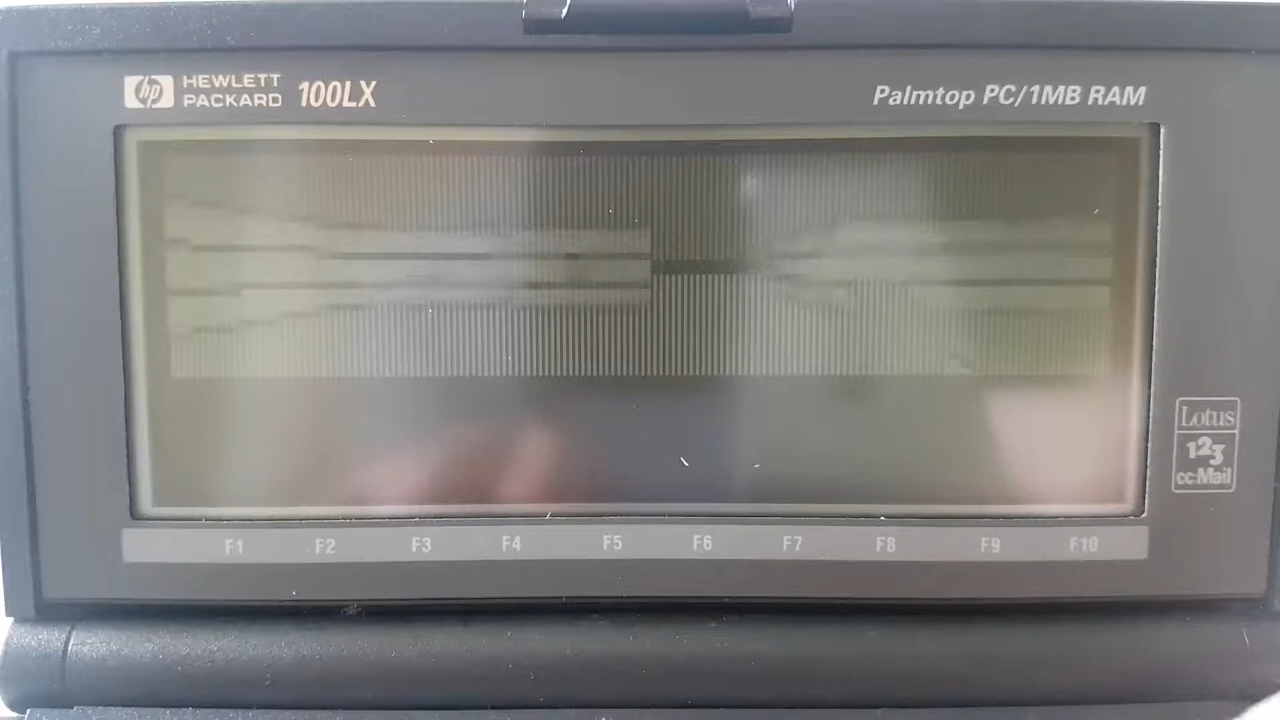 hp HEWLETT PACKARD 100LX
Palmtop PC/1MB RAM
Lotus
123
cc:Mail
F1 F2 F3 F4 F5 F6 F7 F8 F9 F10